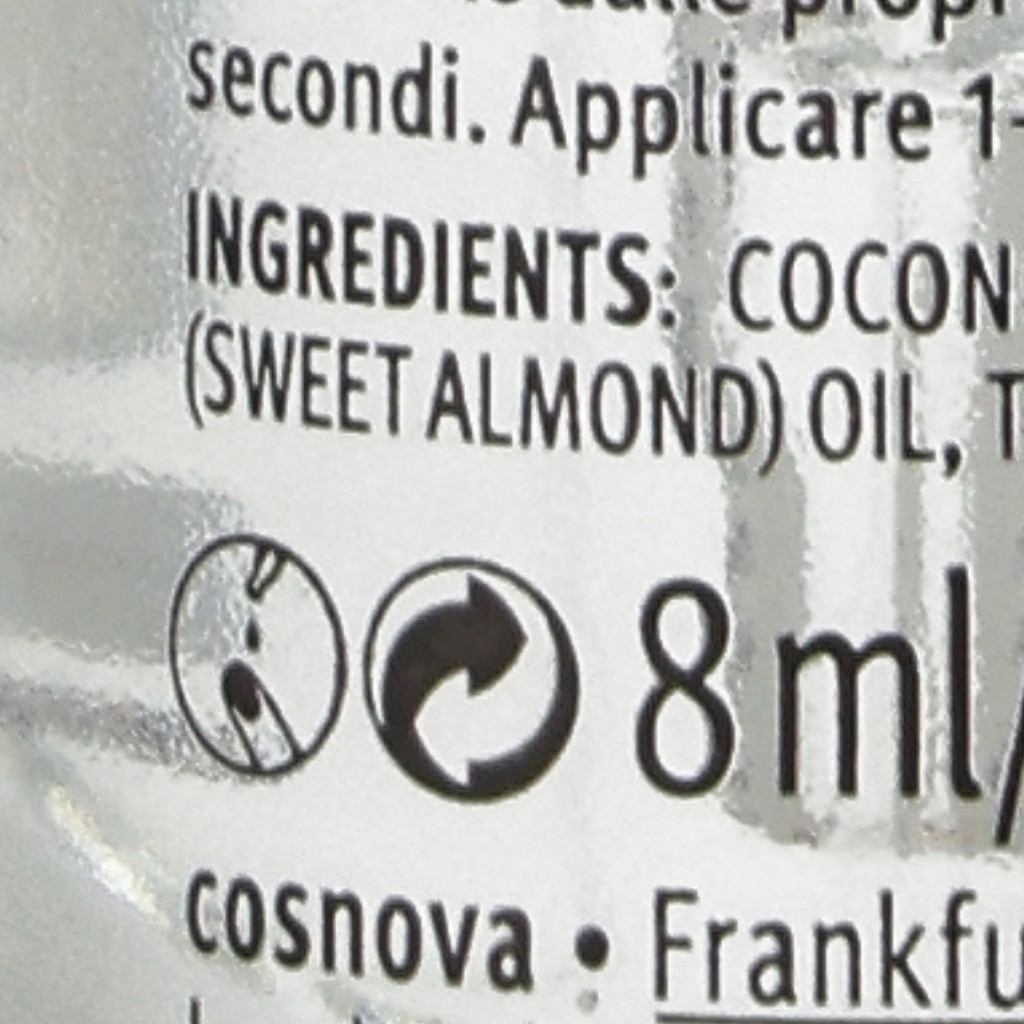 secondi. Applicare 1-
INGREDIENTS: COCON
(SWEET ALMOND) OIL, T
8 ml/
cosnova • Frankfu